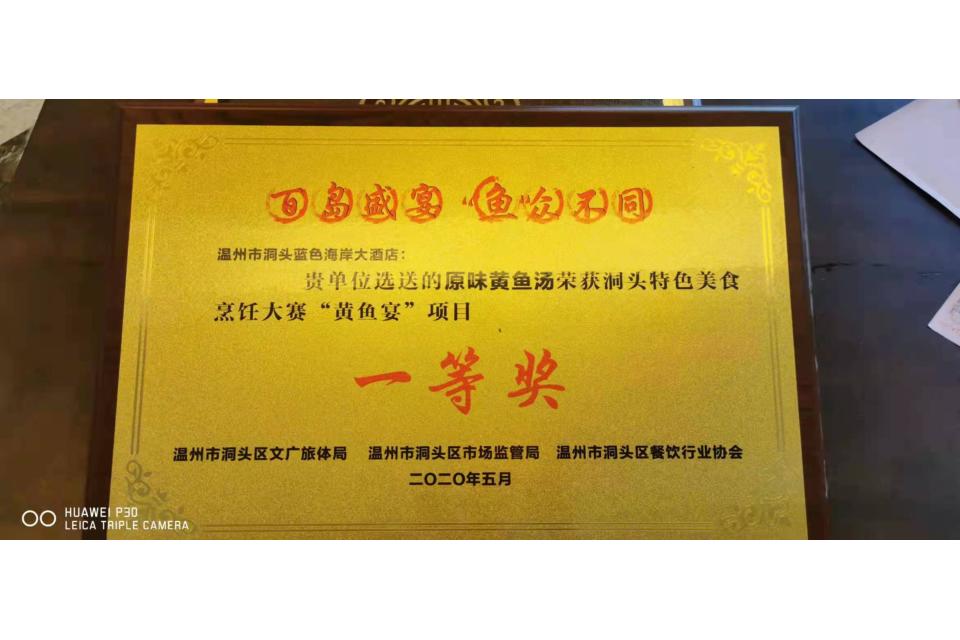 百岛盛宴 “鱼”众不同
温州市洞头蓝色海岸大酒店：
贵单位选送的原味黄鱼汤荣获洞头特色美食
烹饪大赛“黄鱼宴”项目
一等奖
温州市洞头区文广旅体局 温州市洞头区市场监管局 温州市洞头区餐饮行业协会
二〇二〇年五月
HUAWEI P30
LEICA TRIPLE CAMERA